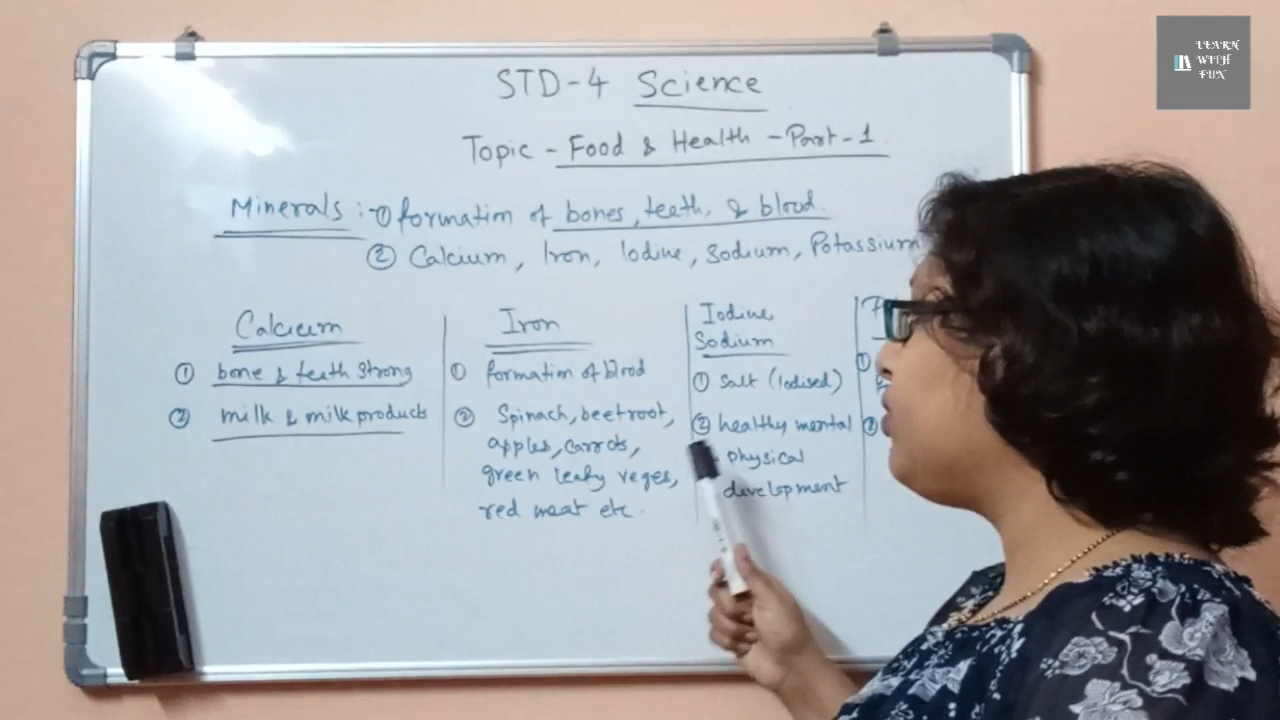 LEARN
WITH
FUN
STD-4 Science
Topic - Food & Health - Part-1
Minerals :- ① formation of bones, teeth, & blood.
② Calcium, Iron, Iodine, Sodium, Potassium
Calcium
① bone & teeth strong
② milk & milk products
Iron
① formation of blood
② Spinach, beetroot,
apples, carrots,
green leafy veges,
red meat etc.
Iodine,
Sodium
① Salt (Iodised)
② healthy mental
physical
development
①
②